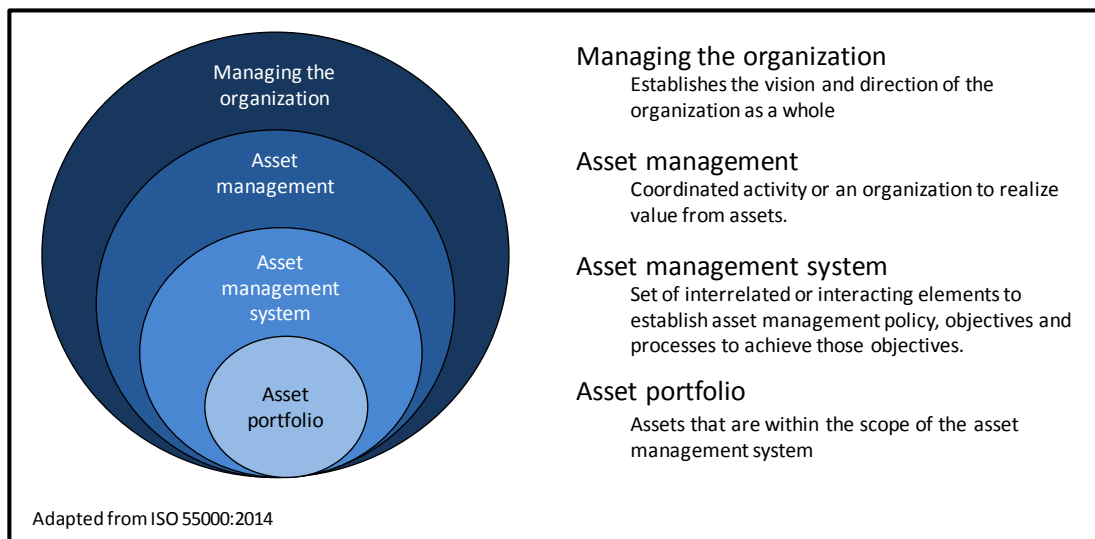 Managing the
organization
Asset
management
Asset
management
system
Asset
portfolio
Managing the organization
Establishes the vision and direction of the
organization as a whole
Asset management
Coordinated activity or an organization to realize
value from assets.
Asset management system
Set of interrelated or interacting elements to
establish asset management policy, objectives and
processes to achieve those objectives.
Asset portfolio
Assets that are within the scope of the asset
management system
Adapted from ISO 55000:2014